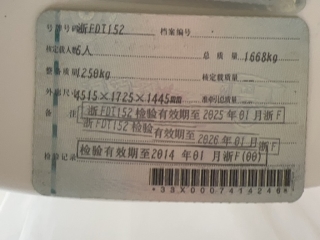 号牌号码 浙FDT152 档案编号
核定载人数 5人 总质量 1668kg
整备质量 1250kg 核定载质量 --
外廓尺寸 4515×1725×1445mm 准牵引总质量 --
备注 浙FDT152 检验有效期至2025年01月浙F
浙FDT152 检验有效期至2026年01月浙F
检验记录 检验有效期至2014年01月浙F(00)